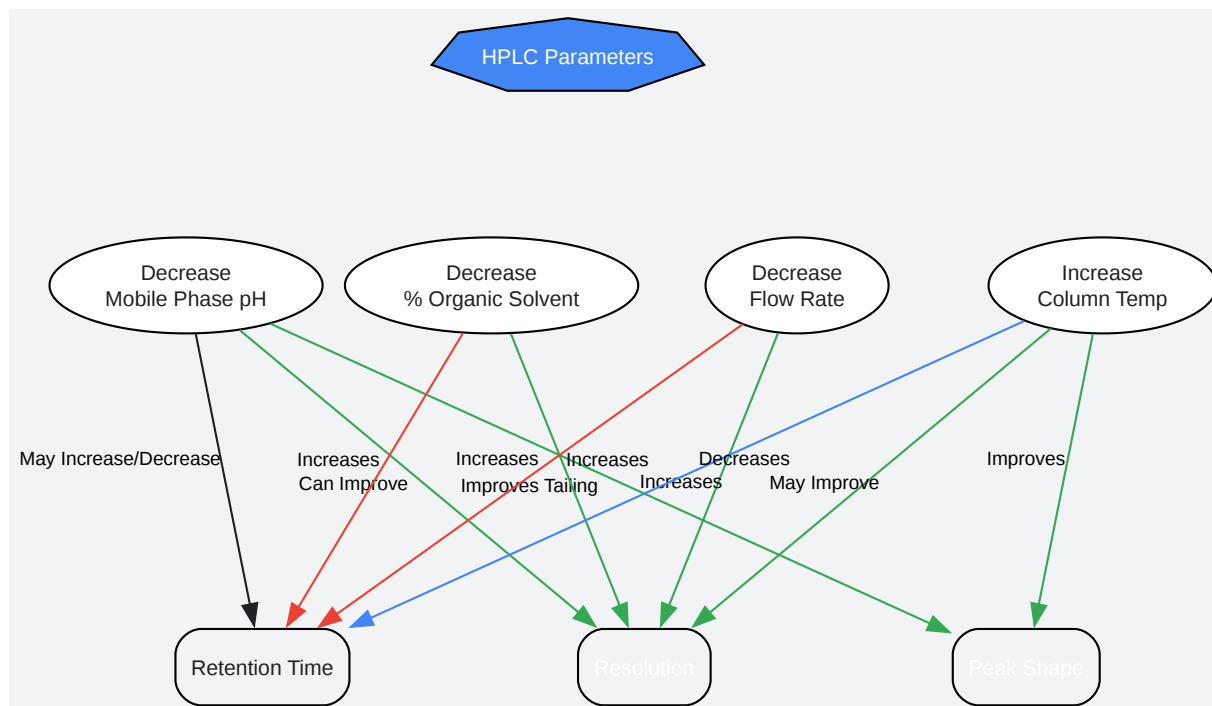 HPLC Parameters
Decrease
Mobile Phase pH
Decrease
% Organic Solvent
Decrease
Flow Rate
Increase
Column Temp
May Increase/Decrease
Increases
Increases
Increases
Decreases
Improves
Can Improve
Improves Tailing
Increases
May Improve
Retention Time
Resolution
Peak Shape